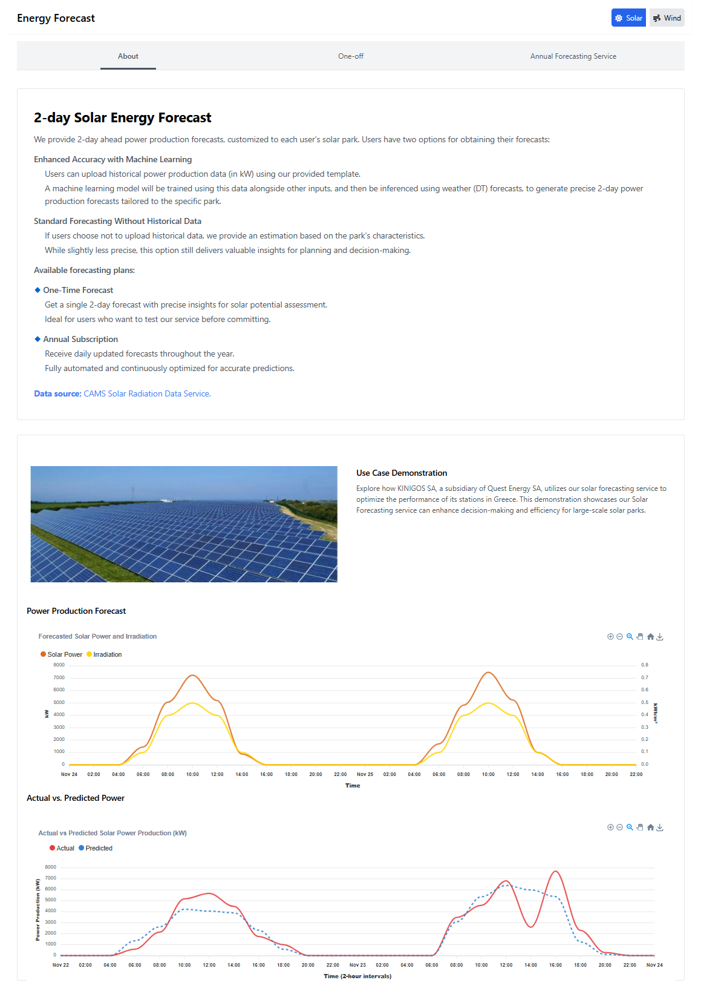 Energy Forecast
Solar
Wind
About
One-off
Annual Forecasting Service
2-day Solar Energy Forecast
We provide 2-day ahead power production forecasts, customized to each user's solar park. Users have two options for obtaining their forecasts:
Enhanced Accuracy with Machine Learning
Users can upload historical power production data (in kW) using our provided template.
A machine learning model will be trained using this data alongside other inputs, and then be inferenced using weather (DT) forecasts, to generate precise 2-day power
production forecasts tailored to the specific park.
Standard Forecasting Without Historical Data
If users choose not to upload historical data, we provide an estimation based on the park's characteristics.
While slightly less precise, this option still delivers valuable insights for planning and decision-making.
Available forecasting plans:
One-Time Forecast
Get a single 2-day forecast with precise insights for solar potential assessment.
Ideal for users who want to test our service before committing.
Annual Subscription
Receive daily updated forecasts throughout the year.
Fully automated and continuously optimized for accurate predictions.
Data source: CAMS Solar Radiation Data Service.
Use Case Demonstration
Explore how KINIGOS SA, a subsidiary of Quest Energy SA, utilizes our solar forecasting service to
optimize the performance of its stations in Greece. This demonstration showcases our Solar
Forecasting service can enhance decision-making and efficiency for large-scale solar parks.
Power Production Forecast
Forecasted Solar Power and Irradiation
Solar Power Irradiation
8000
7000
6000
5000
4000
3000
2000
1000
0
kW
0.8
0.7
0.6
0.5
0.4
0.3
0.2
0.1
0.0
kWh/m²
Nov 24 02:00 04:00 06:00 08:00 10:00 12:00 14:00 16:00 18:00 20:00 22:00 Nov 25 02:00 04:00 06:00 08:00 10:00 12:00 14:00 16:00 18:00 20:00 22:00
Time
Actual vs. Predicted Power
Actual vs Predicted Solar Power Production (kW)
Actual Predicted
8000
7000
6000
5000
4000
3000
2000
1000
0
Power Production (kW)
Nov 22 02:00 04:00 06:00 08:00 10:00 12:00 14:00 16:00 18:00 20:00 22:00 Nov 23 02:00 04:00 06:00 08:00 10:00 12:00 14:00 16:00 18:00 20:00 22:00 Nov 24
Time (2-hour intervals)